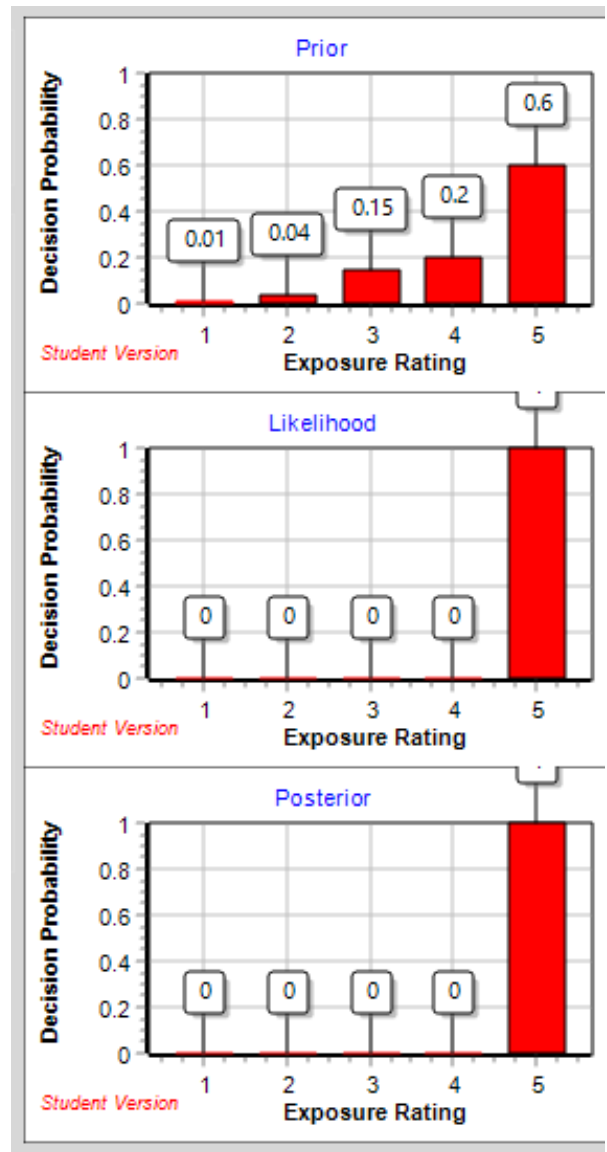 Prior
Decision Probability
1
0.8
0.6
0.4
0.2
0
0.01
0.04
0.15
0.2
0.6
1 2 3 4 5
Exposure Rating
Student Version
Likelihood
Decision Probability
1
0.8
0.6
0.4
0.2
0
0 0 0 0
1 2 3 4 5
Exposure Rating
Student Version
Posterior
Decision Probability
1
0.8
0.6
0.4
0.2
0
0 0 0 0
1 2 3 4 5
Exposure Rating
Student Version